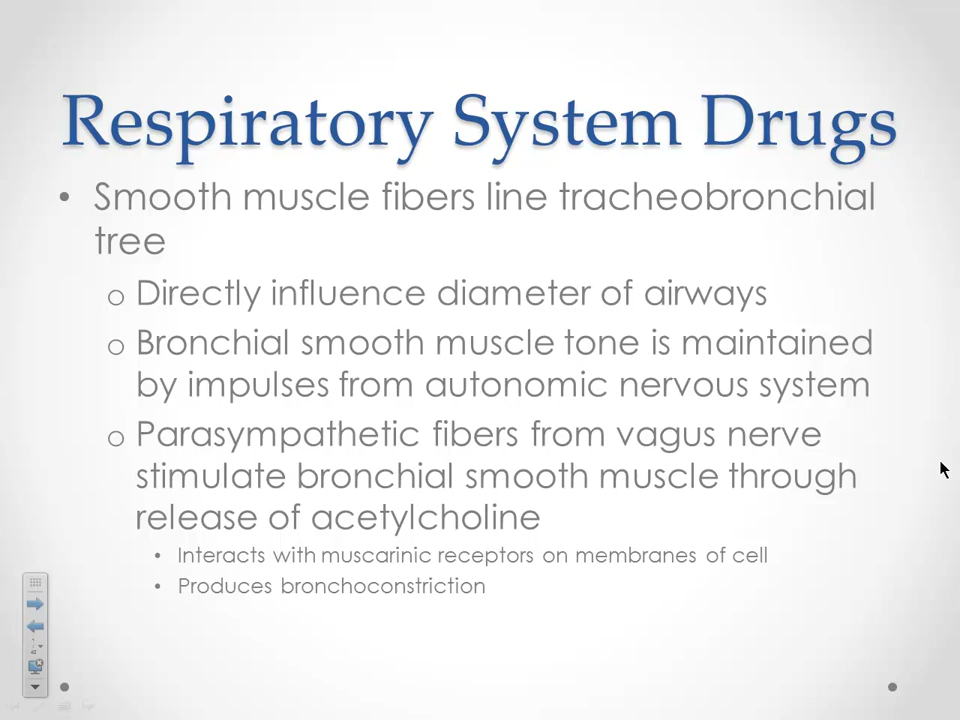 Respiratory System Drugs
• Smooth muscle fibers line tracheobronchial
tree
o Directly influence diameter of airways
o Bronchial smooth muscle tone is maintained
by impulses from autonomic nervous system
o Parasympathetic fibers from vagus nerve
stimulate bronchial smooth muscle through
release of acetylcholine
• Interacts with muscarinic receptors on membranes of cell
• Produces bronchoconstriction